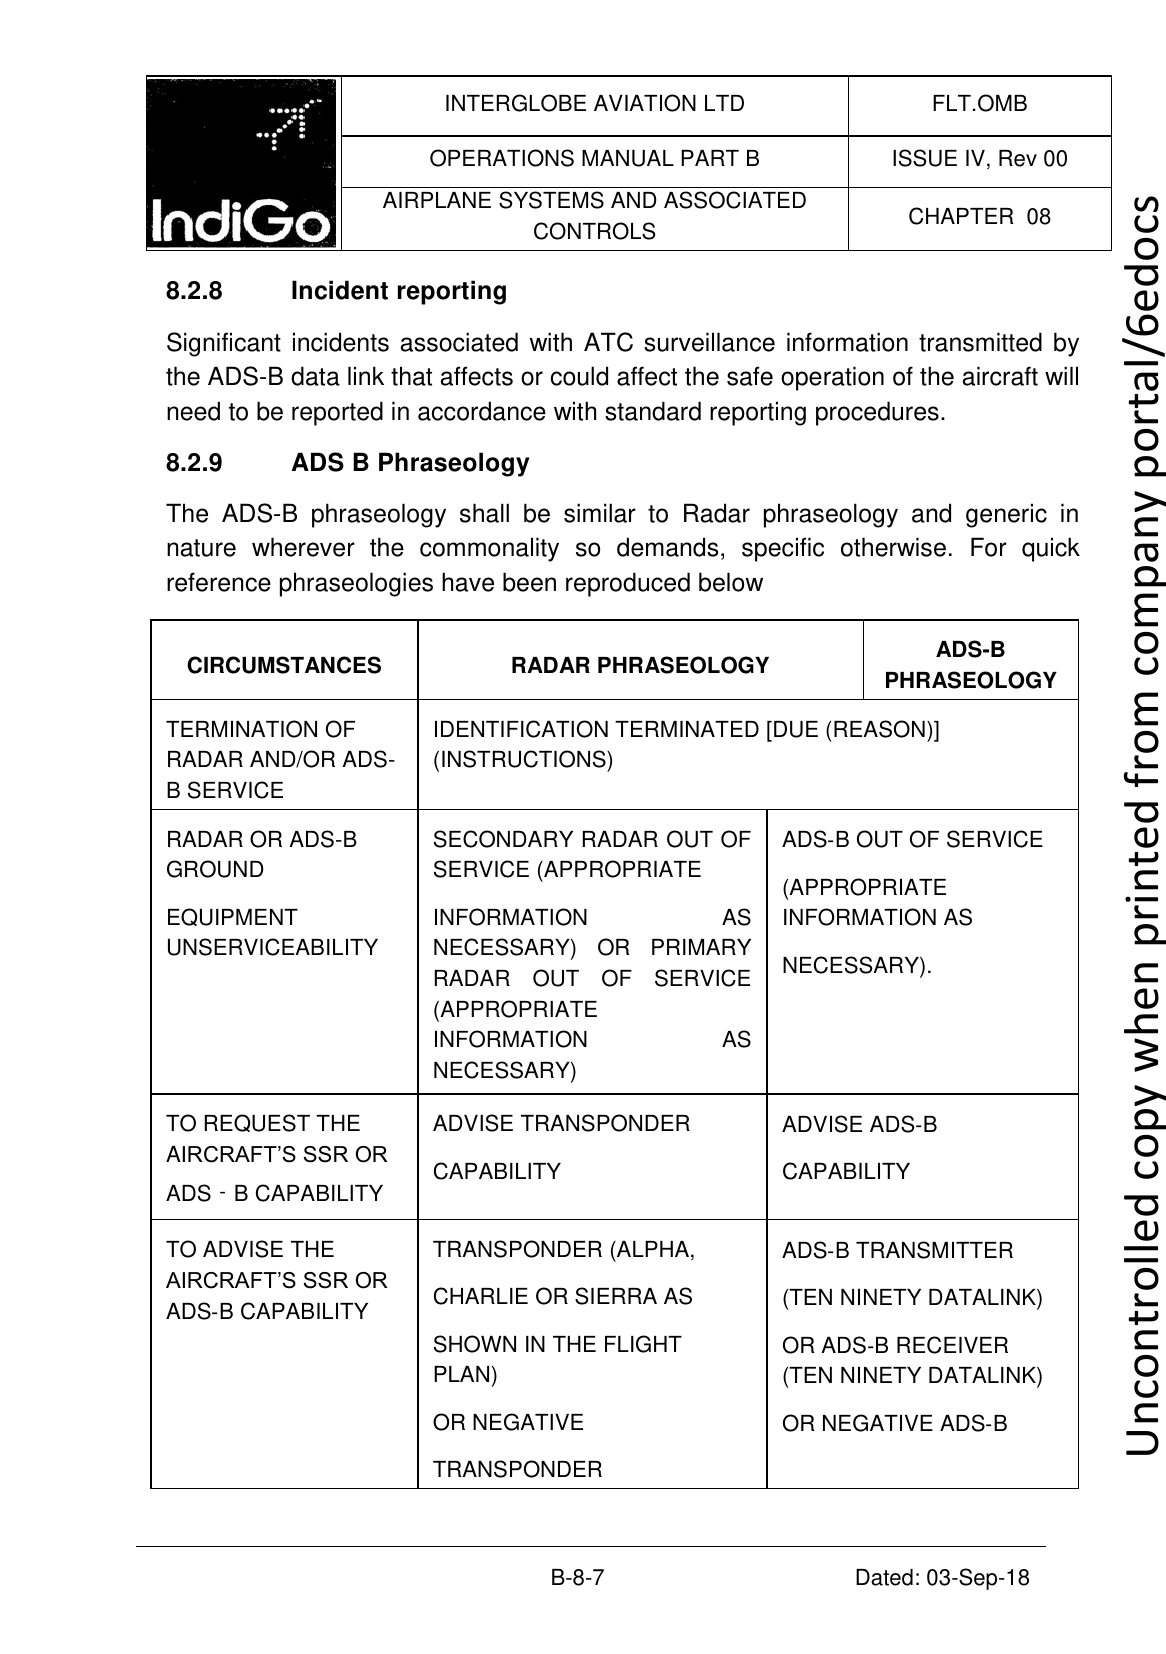 IndiGo
INTERGLOBE AVIATION LTD
FLT.OMB
OPERATIONS MANUAL PART B
ISSUE IV, Rev 00
AIRPLANE SYSTEMS AND ASSOCIATED
CONTROLS
CHAPTER 08
8.2.8 Incident reporting
Significant incidents associated with ATC surveillance information transmitted by
the ADS-B data link that affects or could affect the safe operation of the aircraft will
need to be reported in accordance with standard reporting procedures.
8.2.9 ADS B Phraseology
The ADS-B phraseology shall be similar to Radar phraseology and generic in
nature wherever the commonality so demands, specific otherwise. For quick
reference phraseologies have been reproduced below
CIRCUMSTANCES
RADAR PHRASEOLOGY
ADS-B
PHRASEOLOGY
TERMINATION OF
RADAR AND/OR ADS-
B SERVICE
IDENTIFICATION TERMINATED [DUE (REASON)]
(INSTRUCTIONS)
RADAR OR ADS-B
GROUND
EQUIPMENT
UNSERVICEABILITY
SECONDARY RADAR OUT OF
SERVICE (APPROPRIATE
INFORMATION AS
NECESSARY) OR PRIMARY
RADAR OUT OF SERVICE
(APPROPRIATE
INFORMATION AS
NECESSARY)
ADS-B OUT OF SERVICE
(APPROPRIATE
INFORMATION AS
NECESSARY).
TO REQUEST THE
AIRCRAFT'S SSR OR
ADS - B CAPABILITY
ADVISE TRANSPONDER
CAPABILITY
ADVISE ADS-B
CAPABILITY
TO ADVISE THE
AIRCRAFT'S SSR OR
ADS-B CAPABILITY
TRANSPONDER (ALPHA,
CHARLIE OR SIERRA AS
SHOWN IN THE FLIGHT
PLAN)
OR NEGATIVE
TRANSPONDER
ADS-B TRANSMITTER
(TEN NINETY DATALINK)
OR ADS-B RECEIVER
(TEN NINETY DATALINK)
OR NEGATIVE ADS-B
B-8-7
Dated: 03-Sep-18
Uncontrolled copy when printed from company portal/6edocs